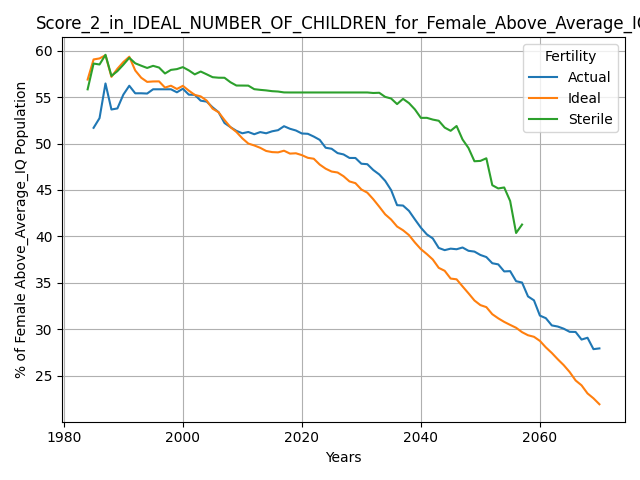 Score_2_in_IDEAL_NUMBER_OF_CHILDREN_for_Female_Above_Average_IQ
% of Female Above_Average_IQ Population
60
55
50
45
40
35
30
25
Fertility
Actual
Ideal
Sterile
1980
2000
2020
2040
2060
Years